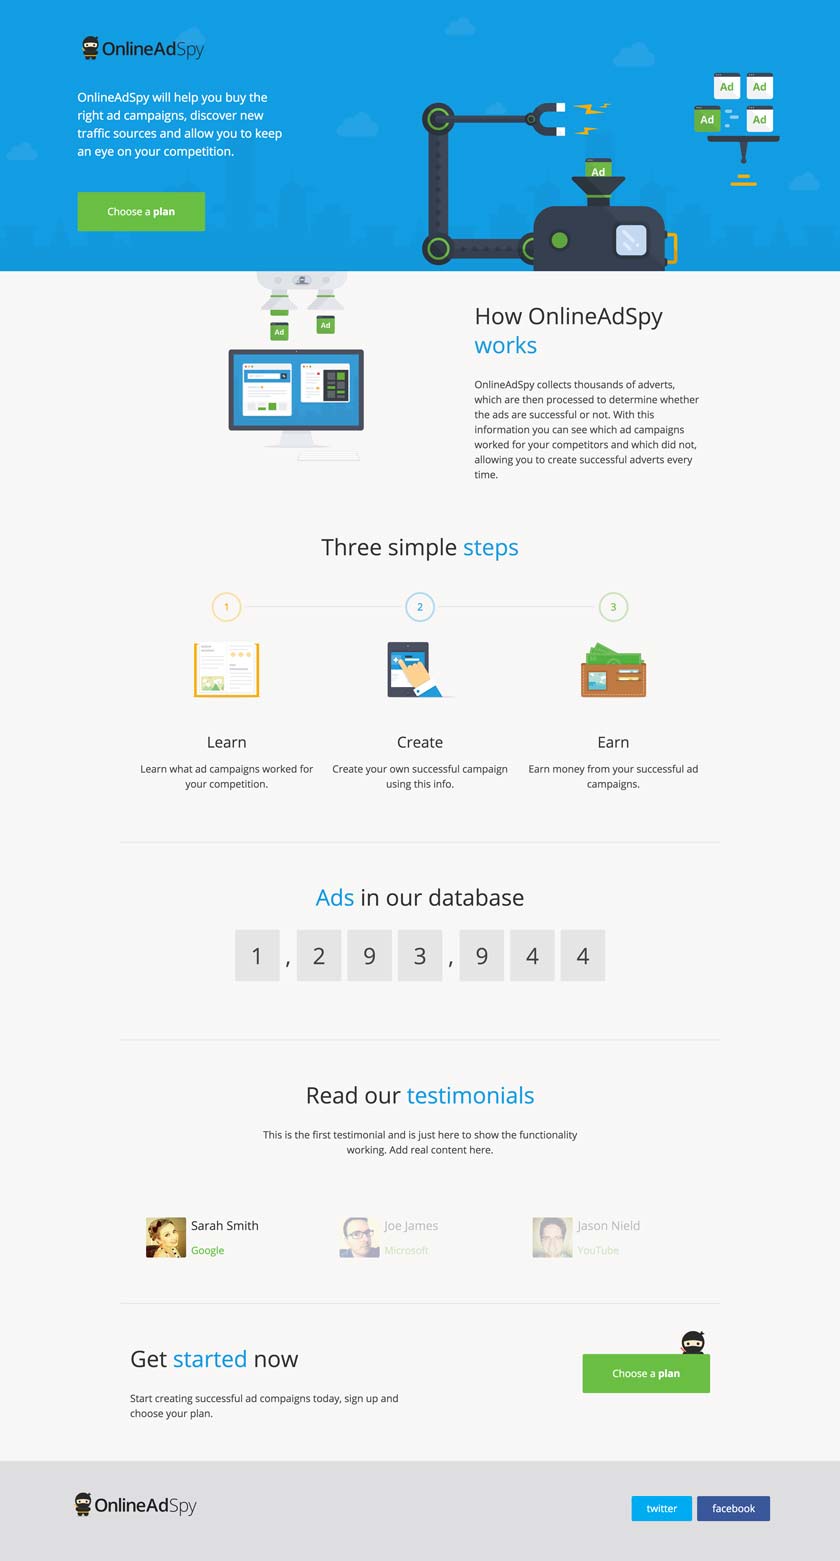 OnlineAdSpy
OnlineAdSpy will help you buy the
right ad campaigns, discover new
traffic sources and allow you to keep
an eye on your competition.
Choose a plan
Ad Ad
Ad Ad
Ad
Ad
Ad
How OnlineAdSpy
works
OnlineAdSpy collects thousands of adverts,
which are then processed to determine whether
the ads are successful or not. With this
information you can see which ad campaigns
worked for your competitors and which did not,
allowing you to create successful adverts every
time.
Three simple steps
1 2 3
Learn
Learn what ad campaigns worked for
your competition.
Create
Create your own successful campaign
using this info.
Earn
Earn money from your successful ad
campaigns.
Ads in our database
1,293,944
Read our testimonials
This is the first testimonial and is just here to show the functionality
working. Add real content here.
Sarah Smith
Google
Joe James
Microsoft
Jason Nield
YouTube
Get started now
Start creating successful ad compaigns today, sign up and
choose your plan.
Choose a plan
OnlineAdSpy
twitter
facebook